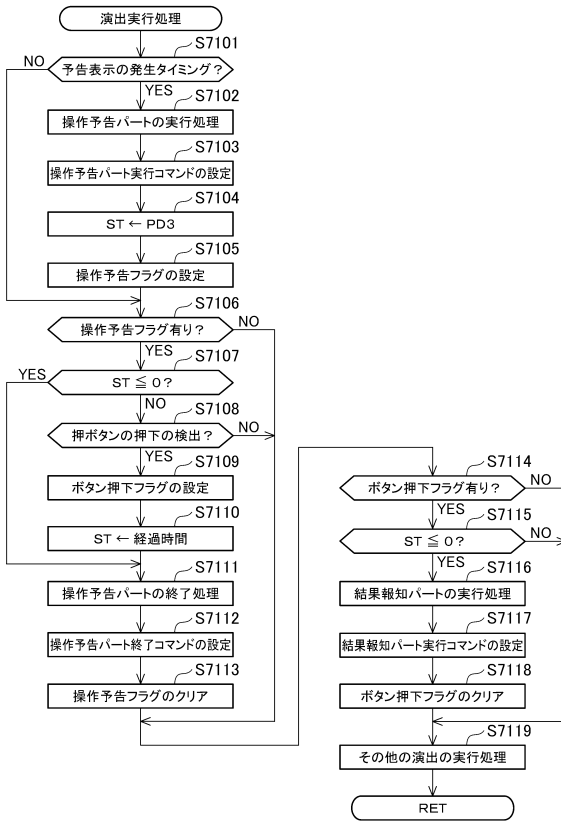 演出実行処理
S7101
予告表示の発生タイミング？
NO
YES
S7102
操作予告パートの実行処理
S7103
操作予告パート実行コマンドの設定
S7104
ST ← PD3
S7105
操作予告フラグの設定
S7106
操作予告フラグ有り？
NO
YES
S7107
ST ≦ 0？
YES
NO
S7108
押ボタンの押下の検出？
NO
YES
S7109
ボタン押下フラグの設定
S7110
ST ← 経過時間
S7111
操作予告パートの終了処理
S7112
操作予告パート終了コマンドの設定
S7113
操作予告フラグのクリア
S7114
ボタン押下フラグ有り？
NO
YES
S7115
ST ≦ 0？
NO
YES
S7116
結果報知パートの実行処理
S7117
結果報知パート実行コマンドの設定
S7118
ボタン押下フラグのクリア
S7119
その他の演出の実行処理
RET